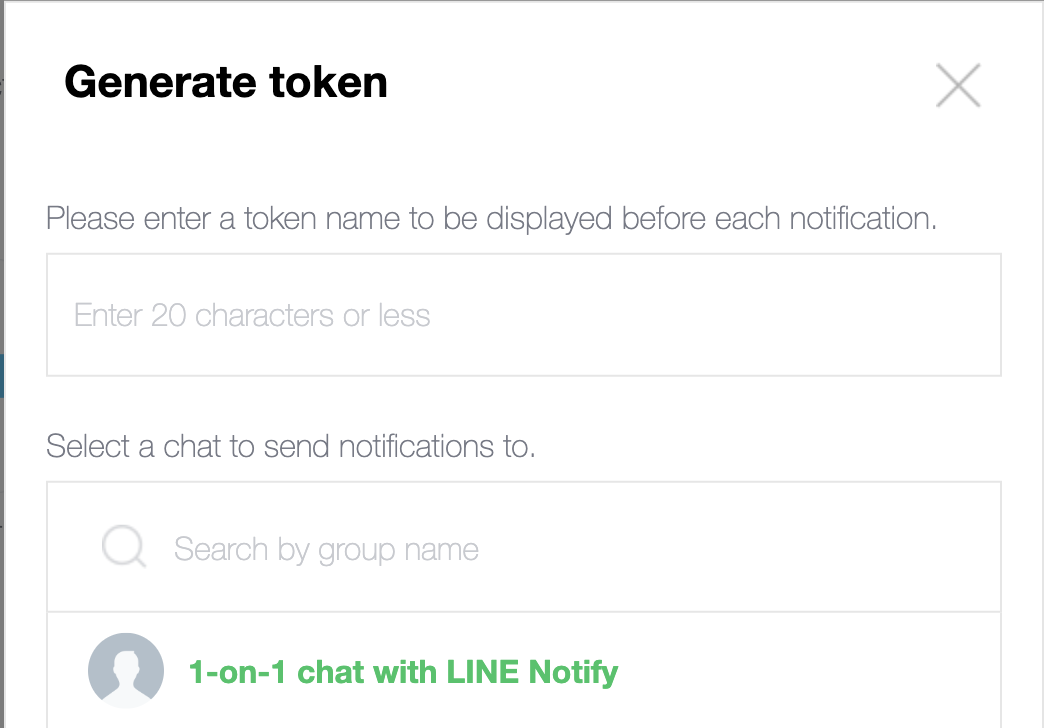 Generate token
Please enter a token name to be displayed before each notification.
Enter 20 characters or less
Select a chat to send notifications to.
Search by group name
1-on-1 chat with LINE Notify